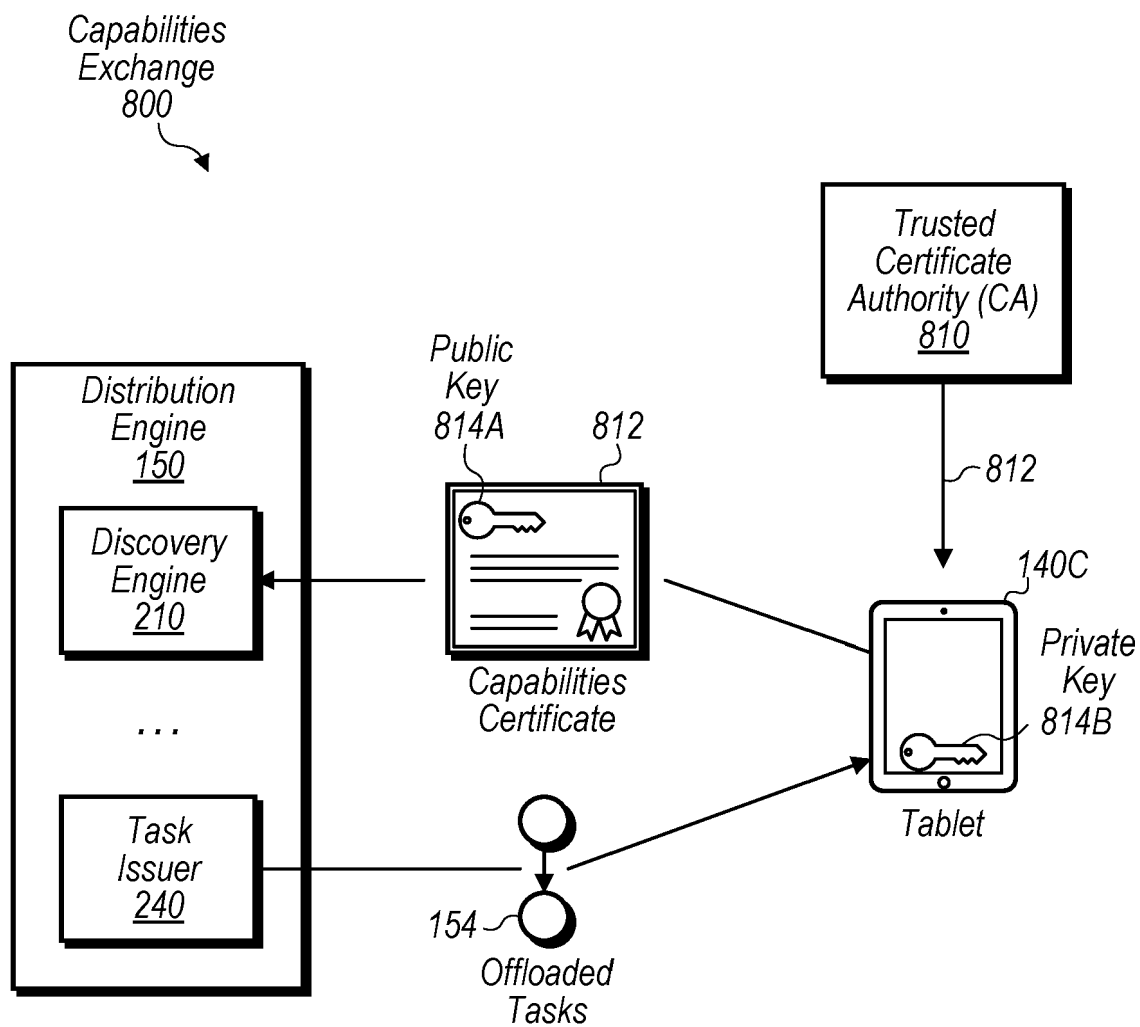 Capabilities
Exchange
800
Trusted
Certificate
Authority (CA)
810
812
Public
Key
814A
812
Capabilities
Certificate
Distribution
Engine
150
Discovery
Engine
210
...
Task
Issuer
240
154
Offloaded
Tasks
140C
Private
Key
814B
Tablet